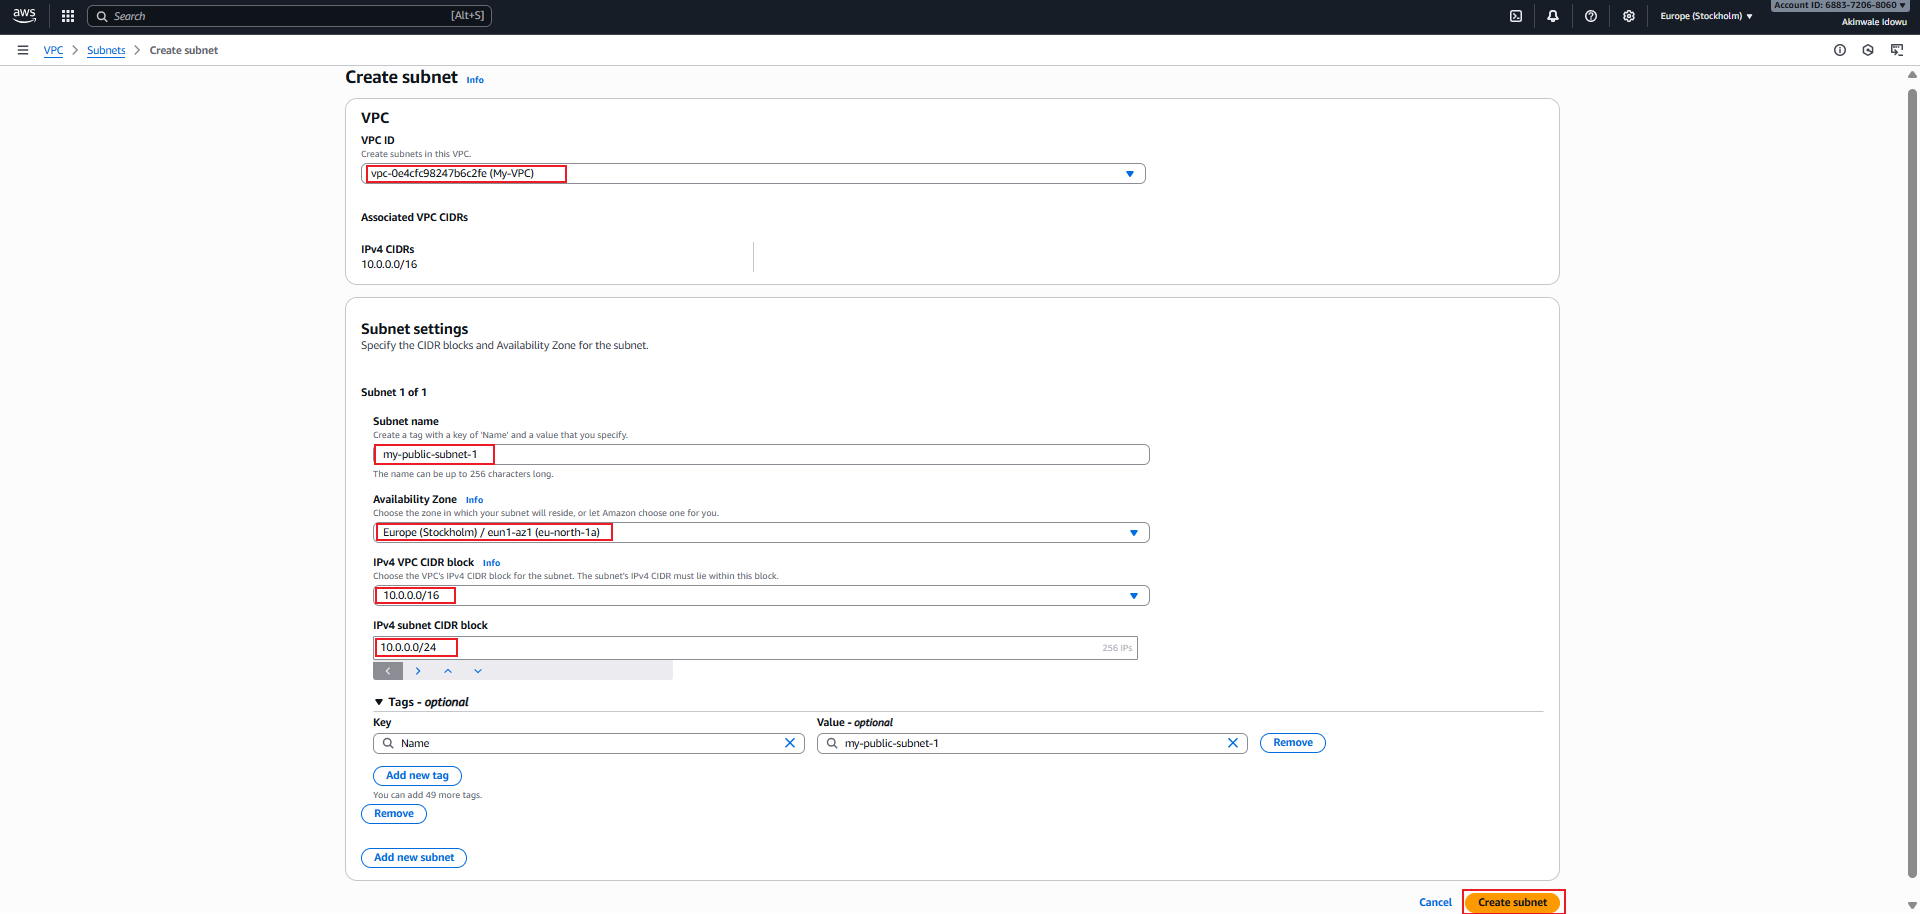 aws
Search [Alt+S]
Europe (Stockholm) ▼
Account ID: 6883-7206-8060 ▼
Akinwale Idowu
VPC > Subnets > Create subnet
Create subnet Info
VPC
VPC ID
Create subnets in this VPC.
vpc-0e4cfc98247b6c2fe (My-VPC)
Associated VPC CIDRs
IPv4 CIDRs
10.0.0.0/16
Subnet settings
Specify the CIDR blocks and Availability Zone for the subnet.
Subnet 1 of 1
Subnet name
Create a tag with a key of 'Name' and a value that you specify.
my-public-subnet-1
The name can be up to 256 characters long.
Availability Zone Info
Choose the zone in which your subnet will reside, or let Amazon choose one for you.
Europe (Stockholm) / eun1-az1 (eu-north-1a)
IPv4 VPC CIDR block Info
Choose the VPC's IPv4 CIDR block for the subnet. The subnet's IPv4 CIDR must lie within this block.
10.0.0.0/16
IPv4 subnet CIDR block
10.0.0.0/24 256 IPs
▼ Tags - optional
Key Value - optional
Name my-public-subnet-1 Remove
Add new tag
You can add 49 more tags.
Remove
Add new subnet
Cancel Create subnet